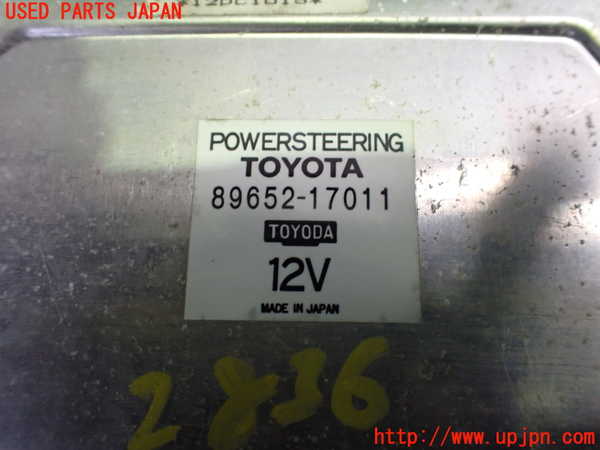 USED PARTS JAPAN
POWERSTEERING
TOYOTA
89652-17011
TOYODA
12V
MADE IN JAPAN
2836
http://www.upjpn.com